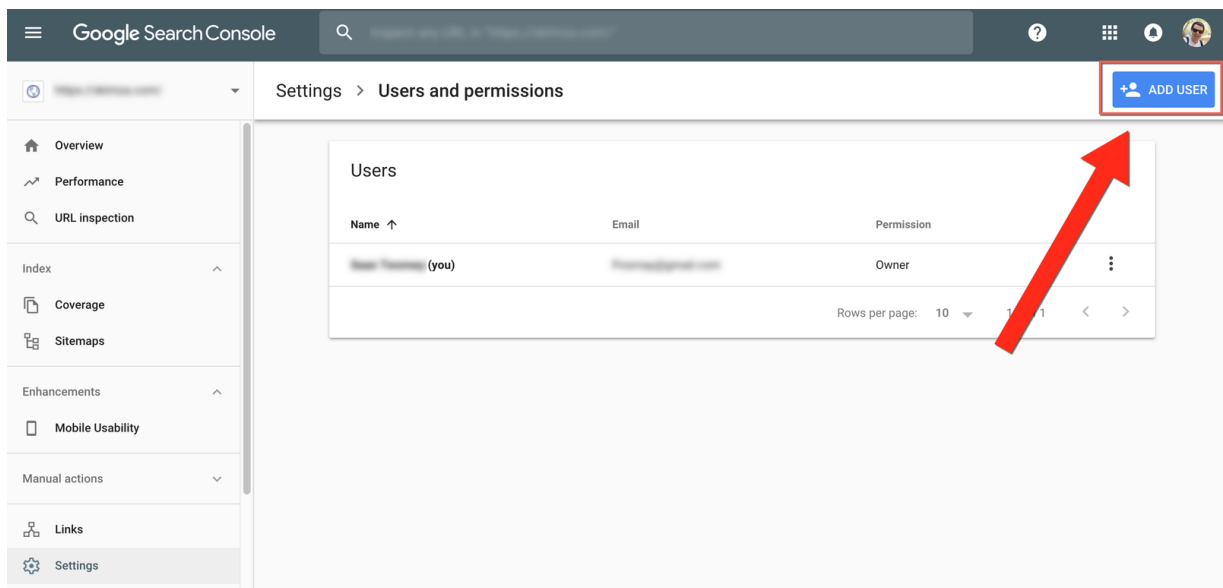 Google Search Console
Settings > Users and permissions
ADD USER
Overview
Performance
URL inspection
Index
Coverage
Sitemaps
Enhancements
Mobile Usability
Manual actions
Links
Settings
Users
Name ↑ Email Permission
(you) Owner
Rows per page: 10